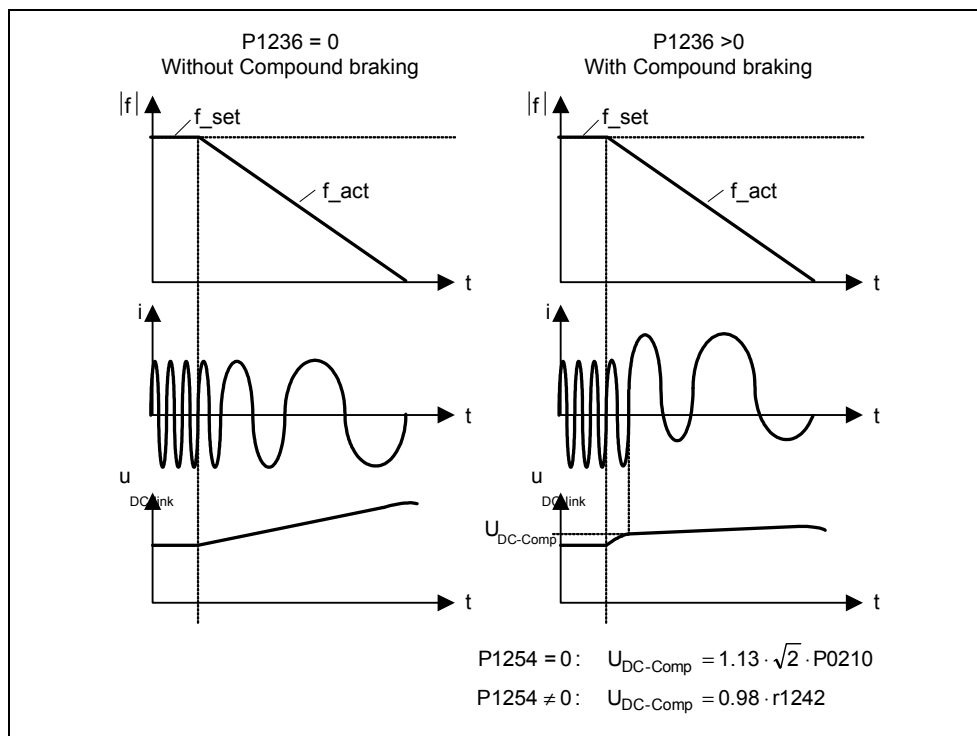 P1236 = 0
Without Compound braking
|f|
f_set
f_act
t
i
t
u
DC-link
t
P1236 >0
With Compound braking
|f|
f_set
f_act
t
i
t
u
DC-link
U DC-Comp
t
P1254 = 0: U DC-Comp = 1.13 · √2 · P0210
P1254 ≠ 0: U DC-Comp = 0.98 · r1242